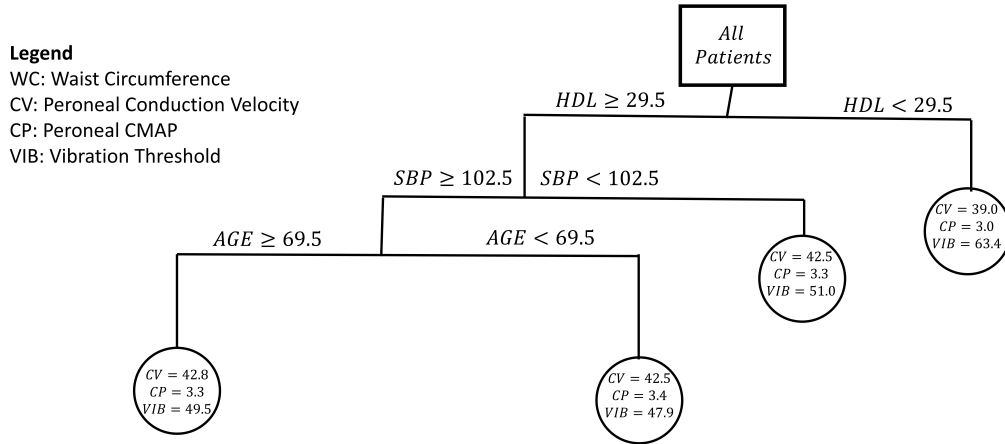 Legend
WC: Waist Circumference
CV: Peroneal Conduction Velocity
CP: Peroneal CMAP
VIB: Vibration Threshold
All
Patients
HDL ≥ 29.5
HDL < 29.5
SBP ≥ 102.5
SBP < 102.5
CV = 39.0
CP = 3.0
VIB = 63.4
AGE ≥ 69.5
AGE < 69.5
CV = 42.5
CP = 3.3
VIB = 51.0
CV = 42.8
CP = 3.3
VIB = 49.5
CV = 42.5
CP = 3.4
VIB = 47.9